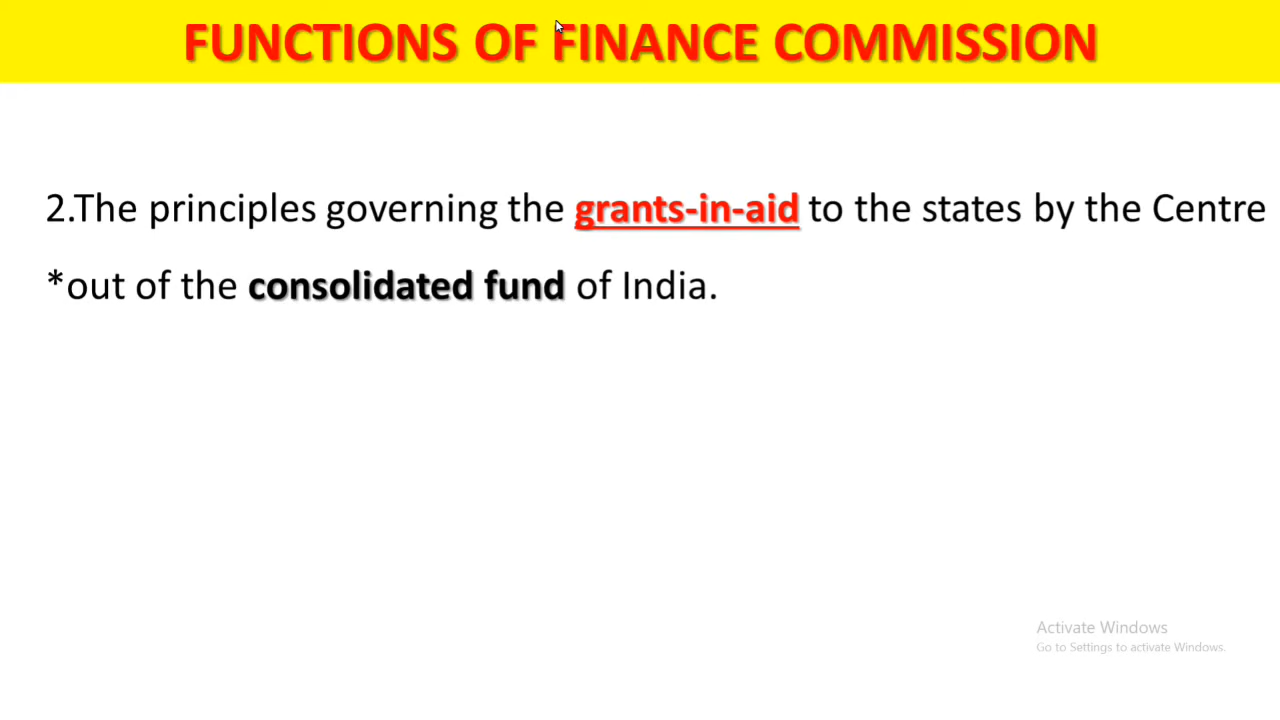 FUNCTIONS OF FINANCE COMMISSION
2.The principles governing the grants-in-aid to the states by the Centre
*out of the consolidated fund of India.
Activate Windows
Go to Settings to activate Windows.